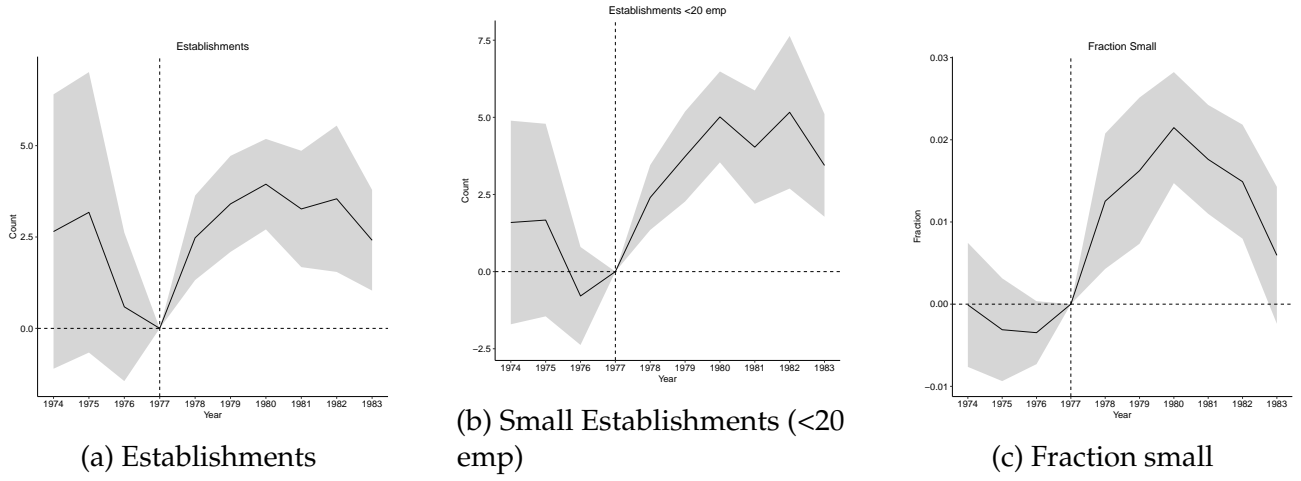 Establishments
5.0
2.5
0.0
Count
1974 1975 1976 1977 1978 1979 1980 1981 1982 1983
Year
(a) Establishments
Establishments <20 emp
7.5
5.0
2.5
0.0
−2.5
Count
1974 1975 1976 1977 1978 1979 1980 1981 1982 1983
Year
(b) Small Establishments (<20
emp)
Fraction Small
0.03
0.02
0.01
0.00
−0.01
Fraction
1974 1975 1976 1977 1978 1979 1980 1981 1982 1983
Year
(c) Fraction small